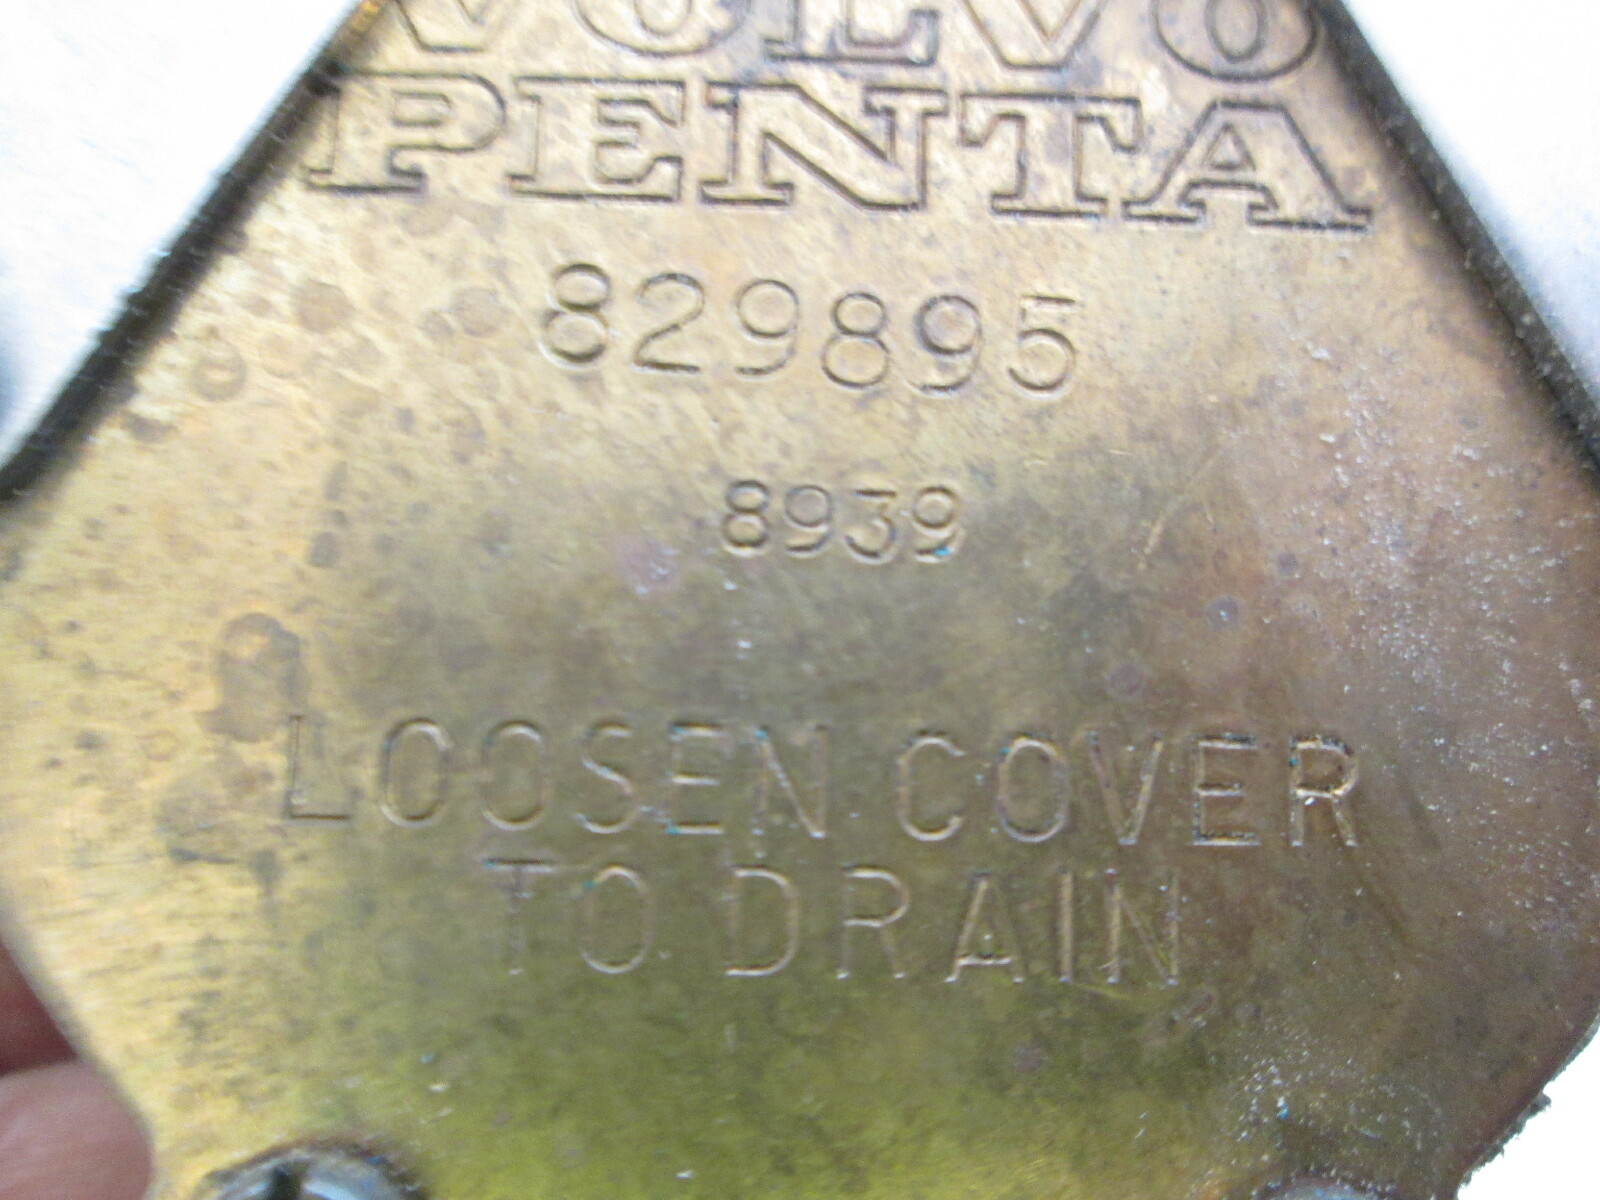 VOLVO
PENTA
829895
8939
LOOSEN COVER
TO DRAIN